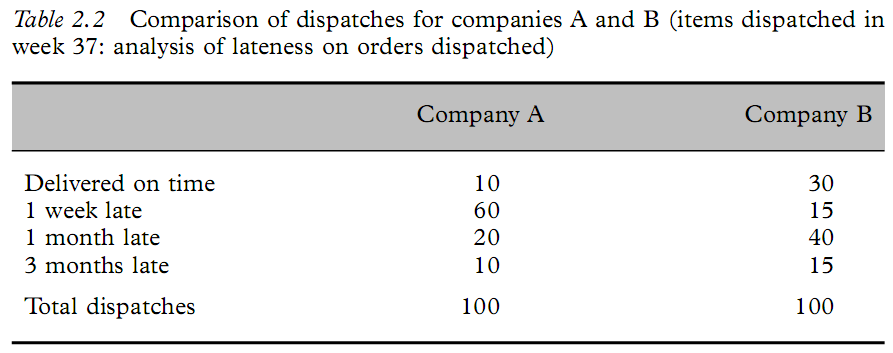 Table 2.2 Comparison of dispatches for companies A and B (items dispatched in
week 37: analysis of lateness on orders dispatched)
Company A Company B
Delivered on time 10 30
1 week late 60 15
1 month late 20 40
3 months late 10 15
Total dispatches 100 100